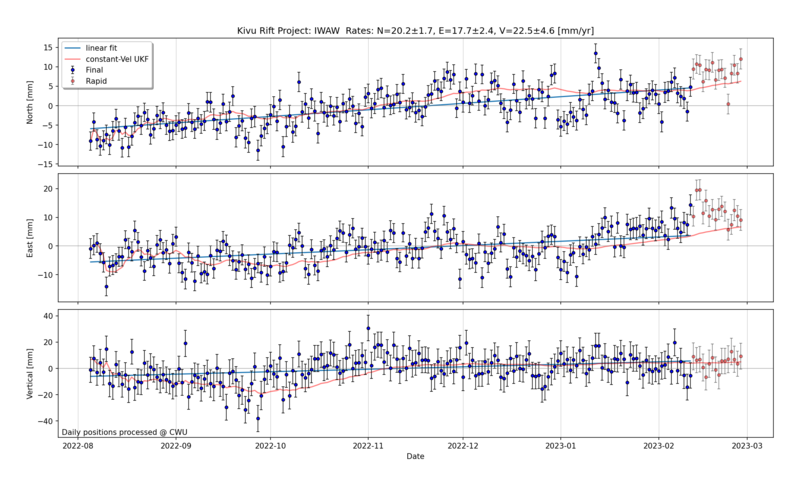 Kivu Rift Project: IWAW Rates: N=20.2±1.7, E=17.7±2.4, V=22.5±4.6 [mm/yr]
linear fit
constant-Vel UKF
Final
Rapid
North [mm]
15
10
5
0
−5
−10
−15
East [mm]
20
10
0
−10
Vertical [mm]
40
20
0
−20
−40
Daily positions processed @ CWU
2022-08
2022-09
2022-10
2022-11
2022-12
2023-01
2023-02
2023-03
Date